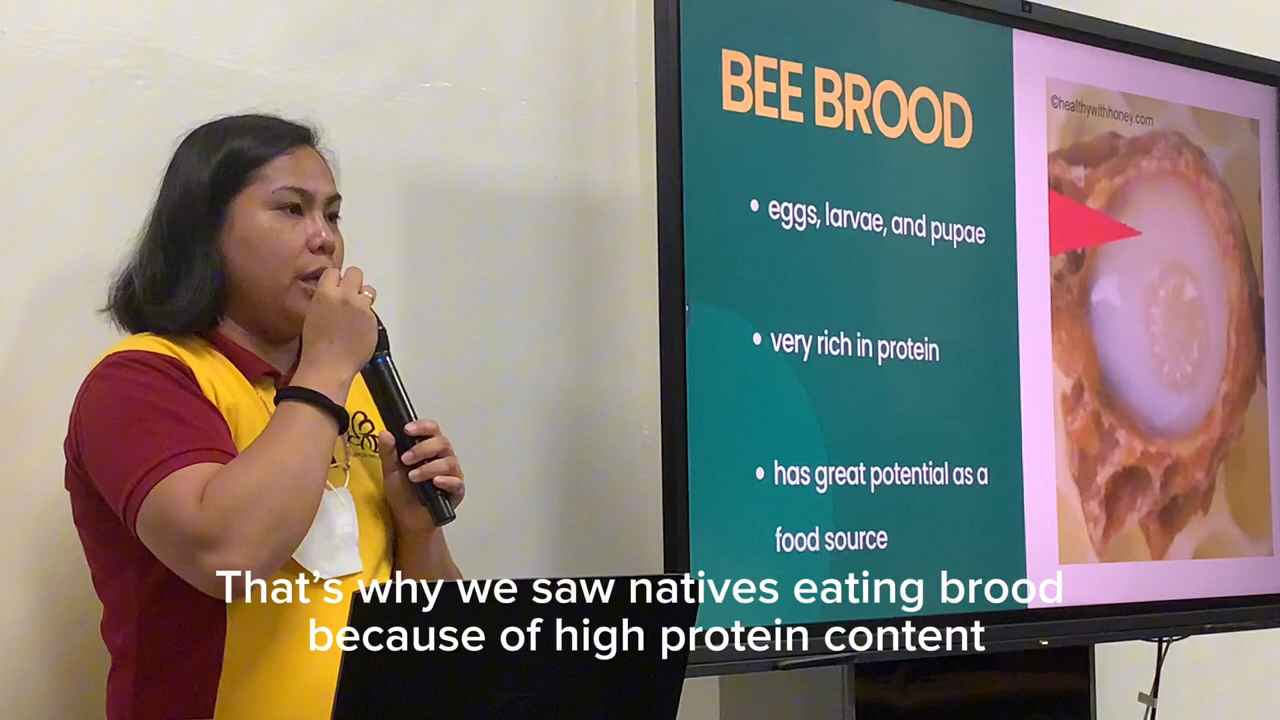 BEE BROOD
©healthywithhoney.com
• eggs, larvae, and pupae
• very rich in protein
• has great potential as a
food source
That's why we saw natives eating brood
because of high protein content